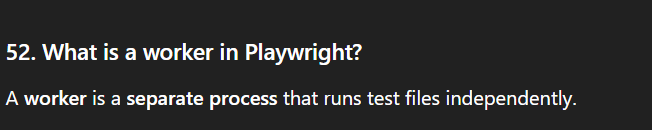 52. What is a worker in Playwright?
A worker is a separate process that runs test files independently.